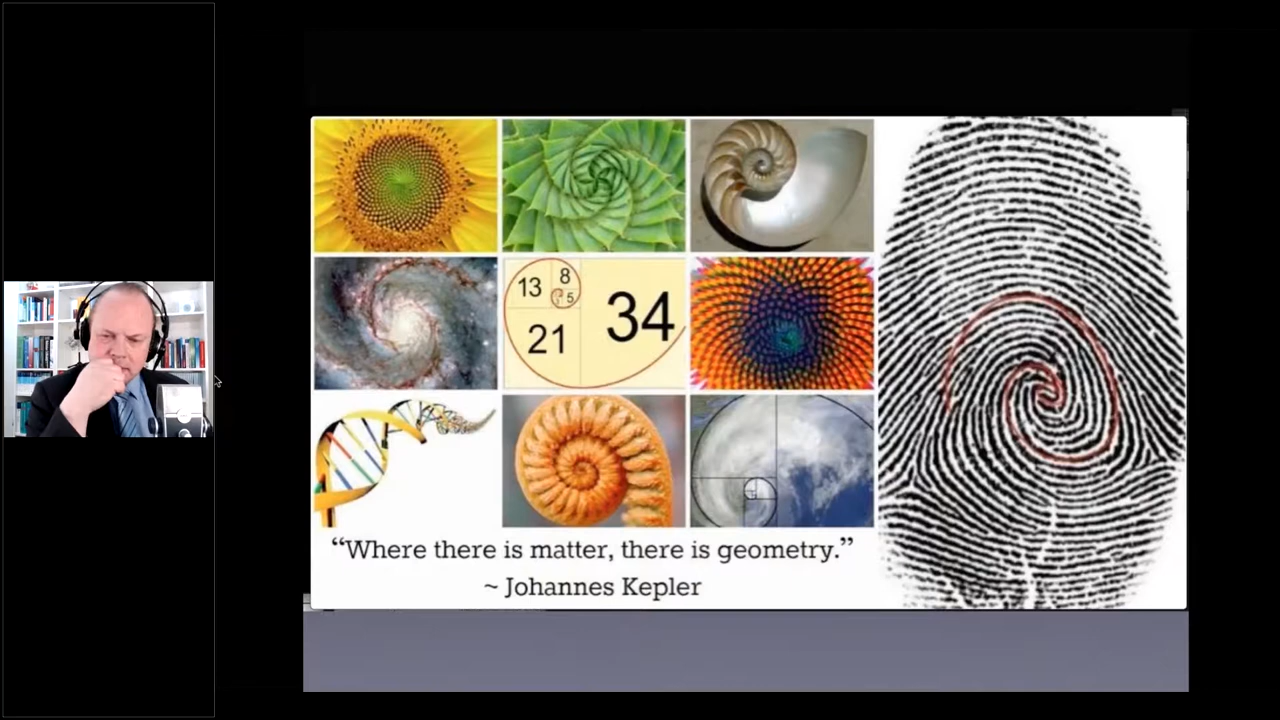 13
8
5
21
34
“Where there is matter, there is geometry.”
~ Johannes Kepler